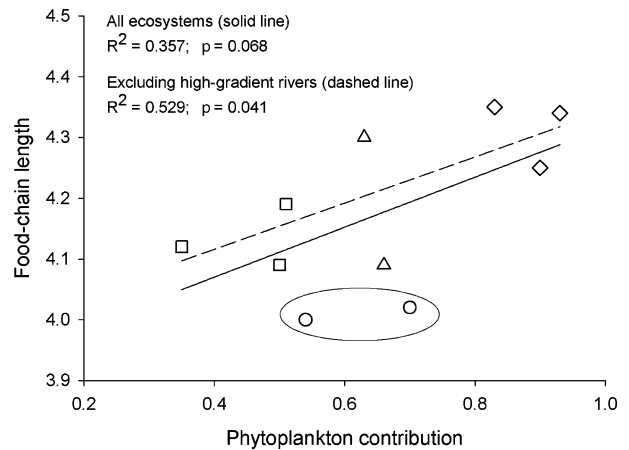 All ecosystems (solid line)
R² = 0.357; p = 0.068
Excluding high-gradient rivers (dashed line)
R² = 0.529; p = 0.041
Food-chain length
4.5
4.4
4.3
4.2
4.1
4.0
3.9
0.2 0.4 0.6 0.8 1.0
Phytoplankton contribution